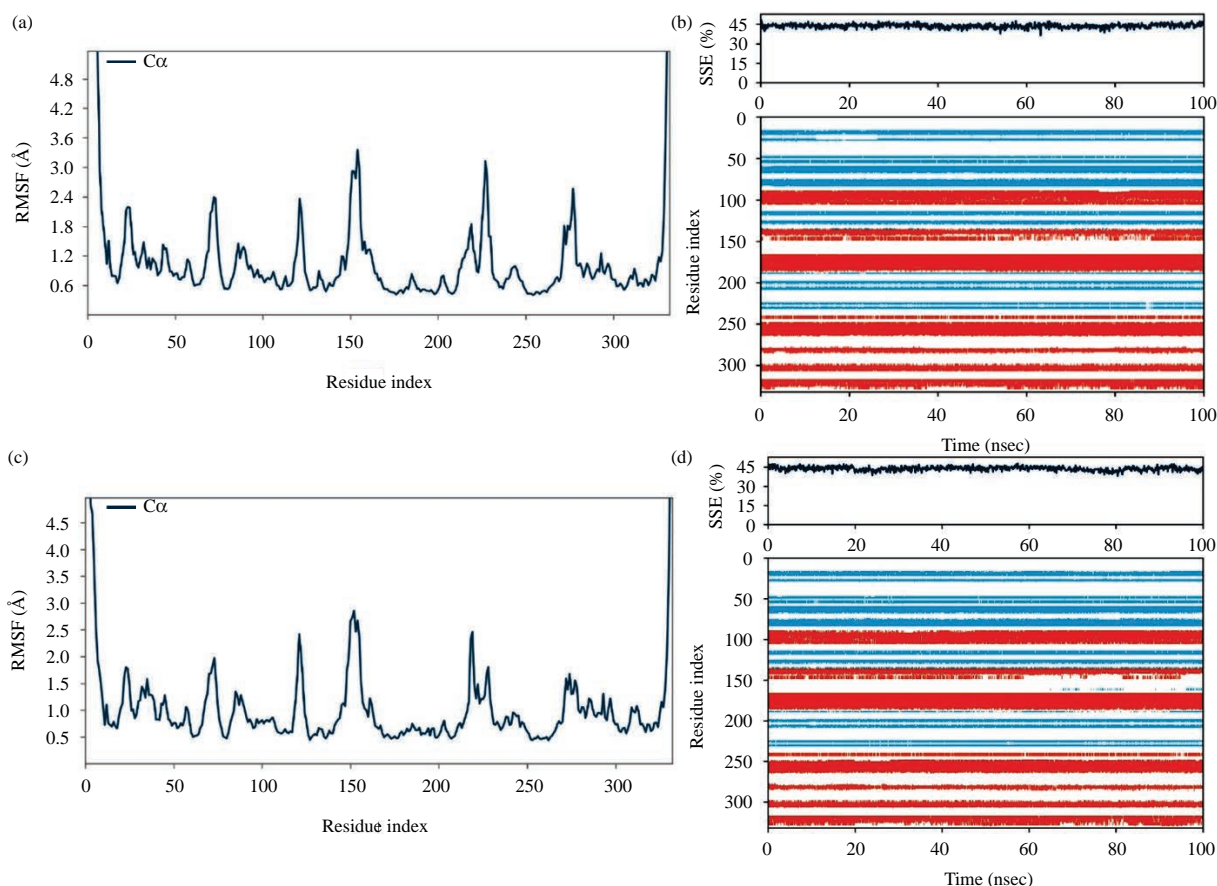 (a)
Cα
4.8
4.2
3.6
3.0
2.4
1.8
1.2
0.6
RMSF (Å)
0 50 100 150 200 250 300
Residue index
(b)
45
30
15
0
SSE (%)
0 20 40 60 80 100
0
50
100
150
200
250
300
Residue index
0 20 40 60 80 100
Time (nsec)
(c)
Cα
4.5
4.0
3.5
3.0
2.5
2.0
1.5
1.0
0.5
RMSF (Å)
0 50 100 150 200 250 300
Residue index
(d)
45
30
15
0
SSE (%)
0 20 40 60 80 100
0
50
100
150
200
250
300
Residue index
0 20 40 60 80 100
Time (nsec)